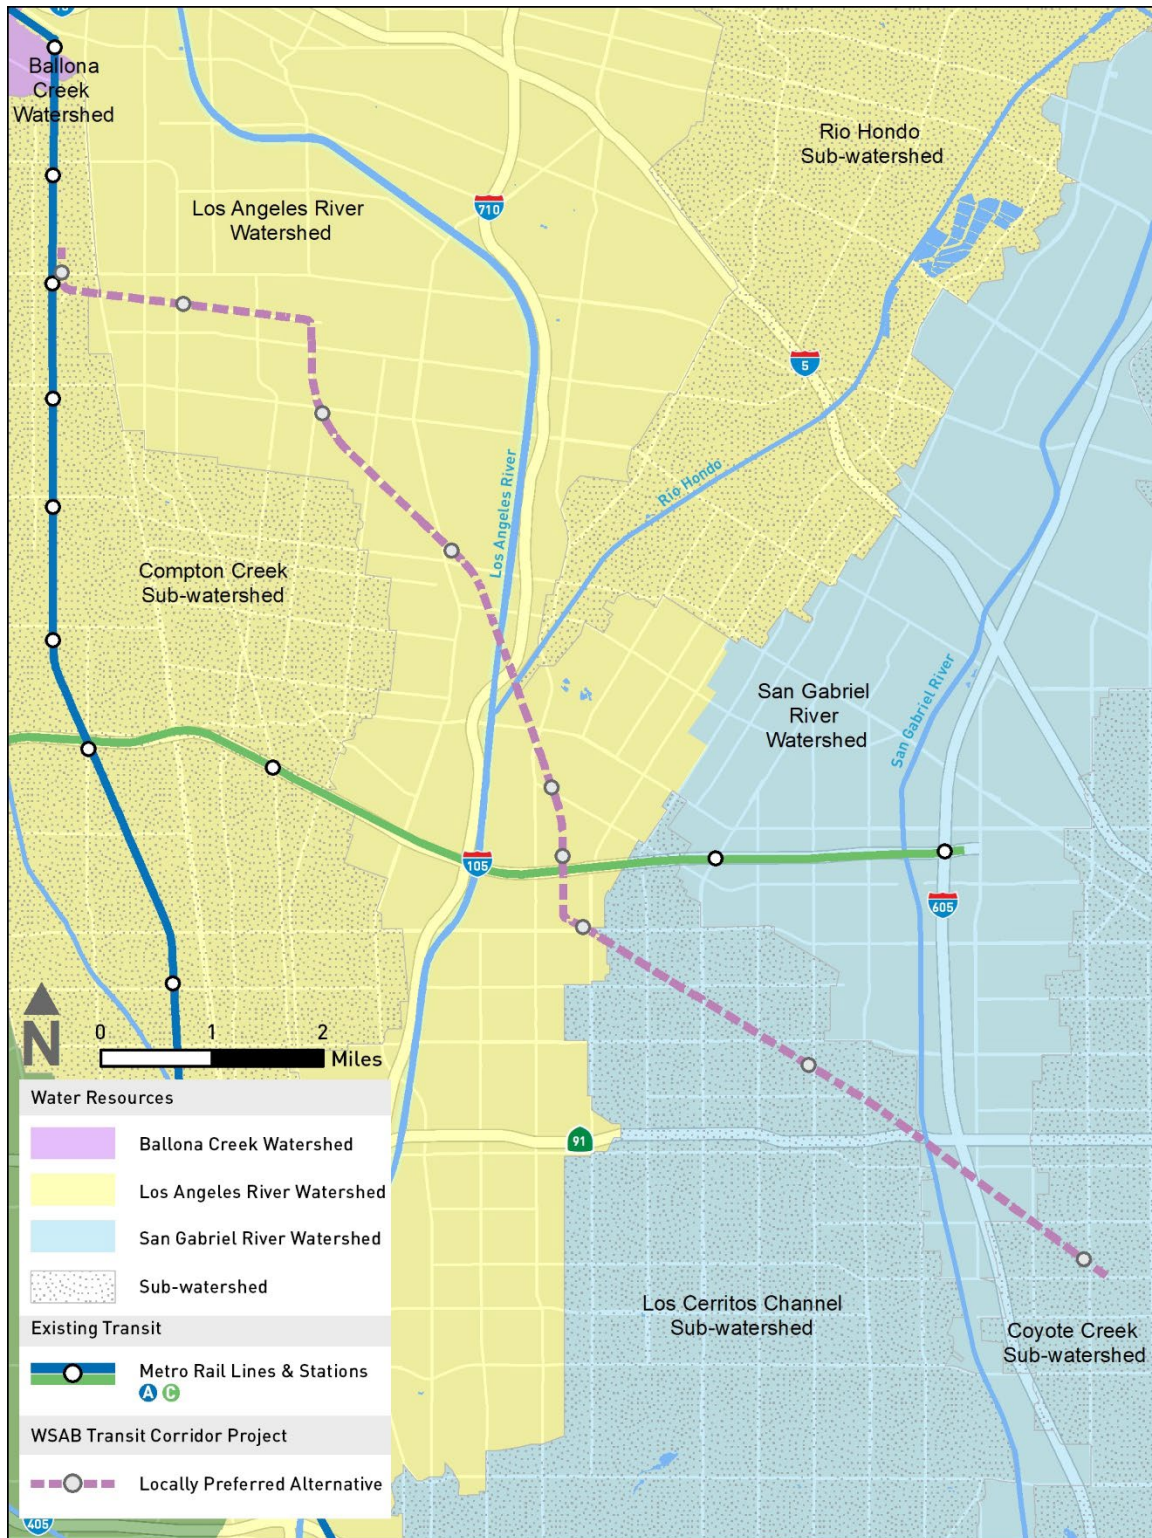 10
Ballona
Creek
Watershed
Rio Hondo
Sub-watershed
Los Angeles River
Watershed
710
5
Los Angeles River
Rio Hondo
Compton Creek
Sub-watershed
San Gabriel
River
Watershed
San Gabriel River
105
605
N
0 1 2
Miles
91
Los Cerritos Channel
Sub-watershed
Coyote Creek
Sub-watershed
Water Resources
Ballona Creek Watershed
Los Angeles River Watershed
San Gabriel River Watershed
Sub-watershed
Existing Transit
Metro Rail Lines & Stations
A C
WSAB Transit Corridor Project
Locally Preferred Alternative
405